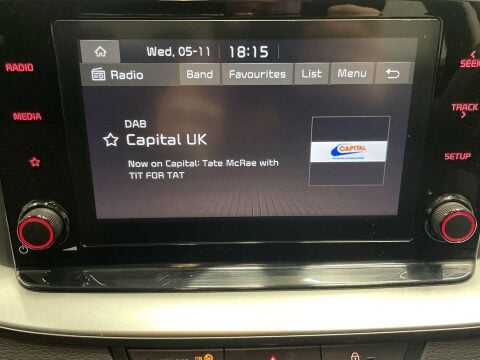 Wed, 05-11 18:15
RADIO
SEEK
Radio Band Favourites List Menu
MEDIA
TRACK
DAB
Capital UK
CAPITAL
Now on Capital: Tate McRae with
TIT FOR TAT
SETUP